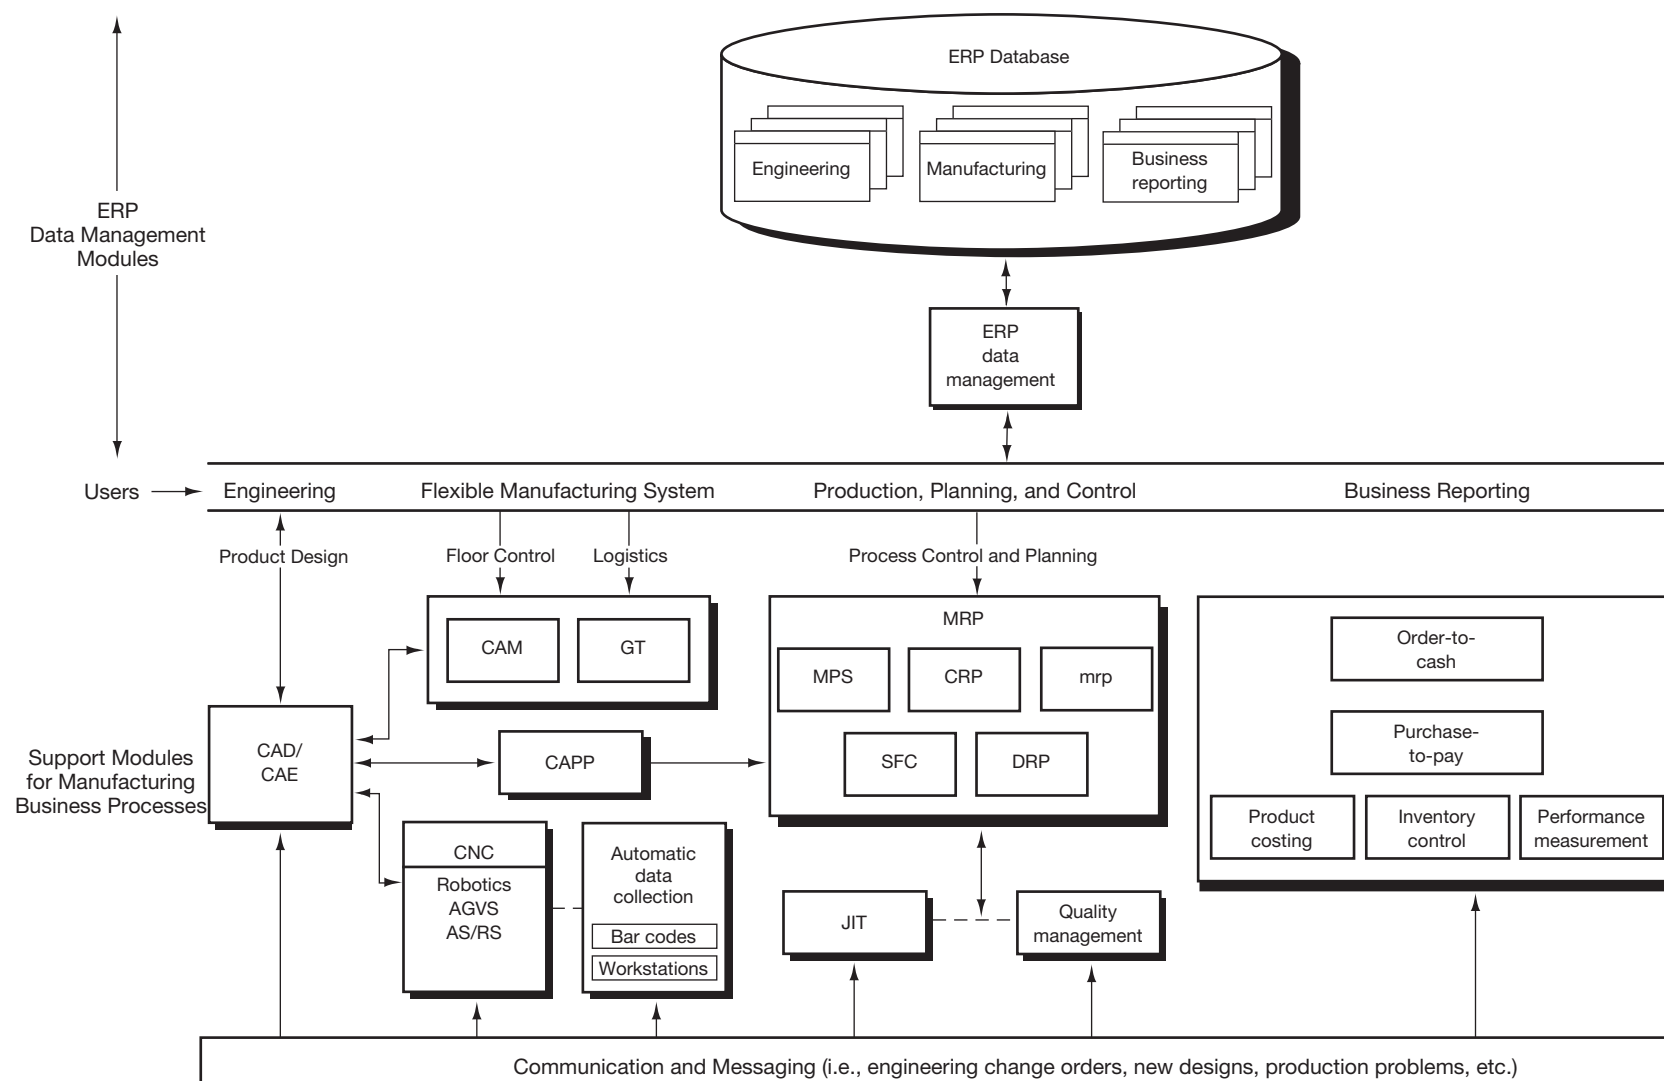 ERP Database
Engineering
Manufacturing
Business
reporting
ERP
Data Management
Modules
ERP
data
management
Users
Engineering
Flexible Manufacturing System
Production, Planning, and Control
Business Reporting
Product Design
Floor Control
Logistics
Process Control and Planning
CAM
GT
MRP
MPS
CRP
mrp
SFC
DRP
Order-to-
cash
Purchase-
to-pay
Product
costing
Inventory
control
Performance
measurement
Support Modules
for Manufacturing
Business Processes
CAD/
CAE
CAPP
CNC
Robotics
AGVS
AS/RS
Automatic
data
collection
Bar codes
Workstations
JIT
Quality
management
Communication and Messaging (i.e., engineering change orders, new designs, production problems, etc.)